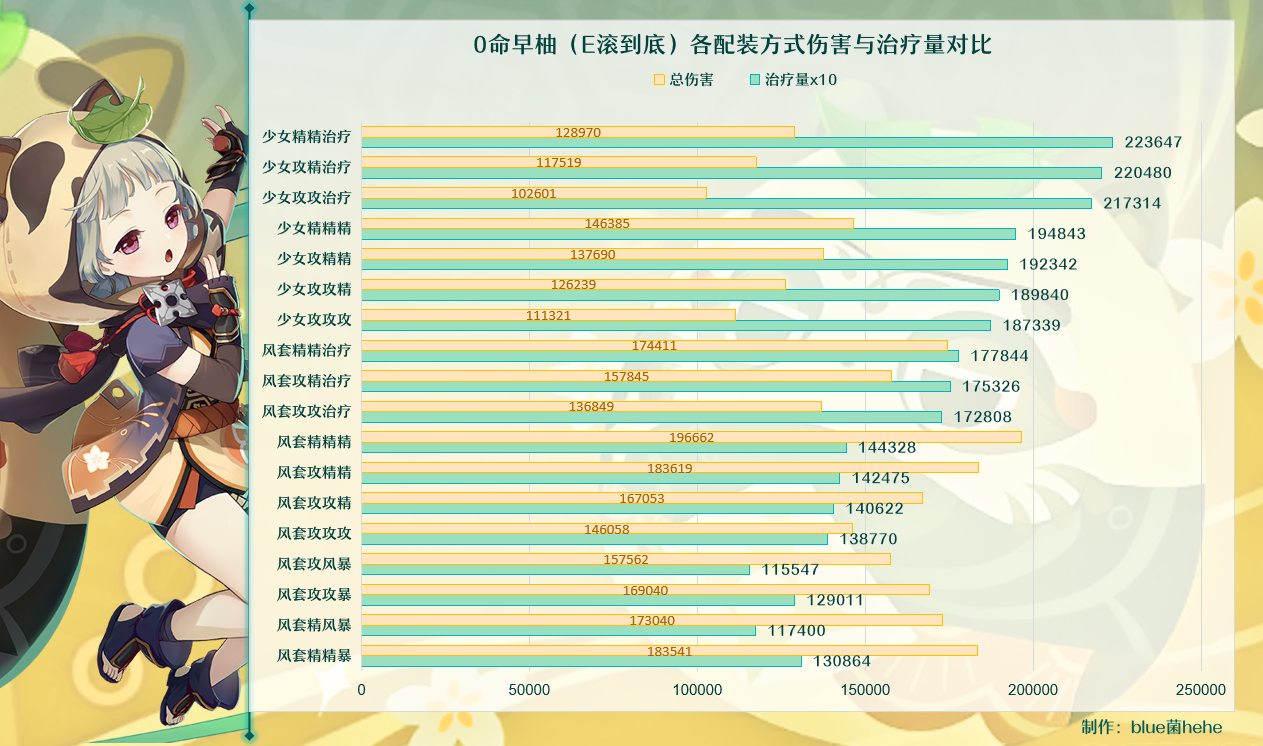 0命早柚（E滚到底）各配装方式伤害与治疗量对比
总伤害 治疗量x10
少女精精治疗 128970 223647
少女攻精治疗 117519 220480
少女攻攻治疗 102601 217314
少女精精精 146385 194843
少女攻精精 137690 192342
少女攻攻精 126239 189840
少女攻攻攻 111321 187339
风套精精治疗 174411 177844
风套攻精治疗 157845 175326
风套攻攻治疗 136849 172808
风套精精精 196662 144328
风套攻精精 183619 142475
风套攻攻精 167053 140622
风套攻攻攻 146058 138770
风套攻风暴 157562 115547
风套攻攻暴 169040 129011
风套精风暴 173040 117400
风套精精暴 183541 130864
0 50000 100000 150000 200000 250000
制作：blue菌hehe